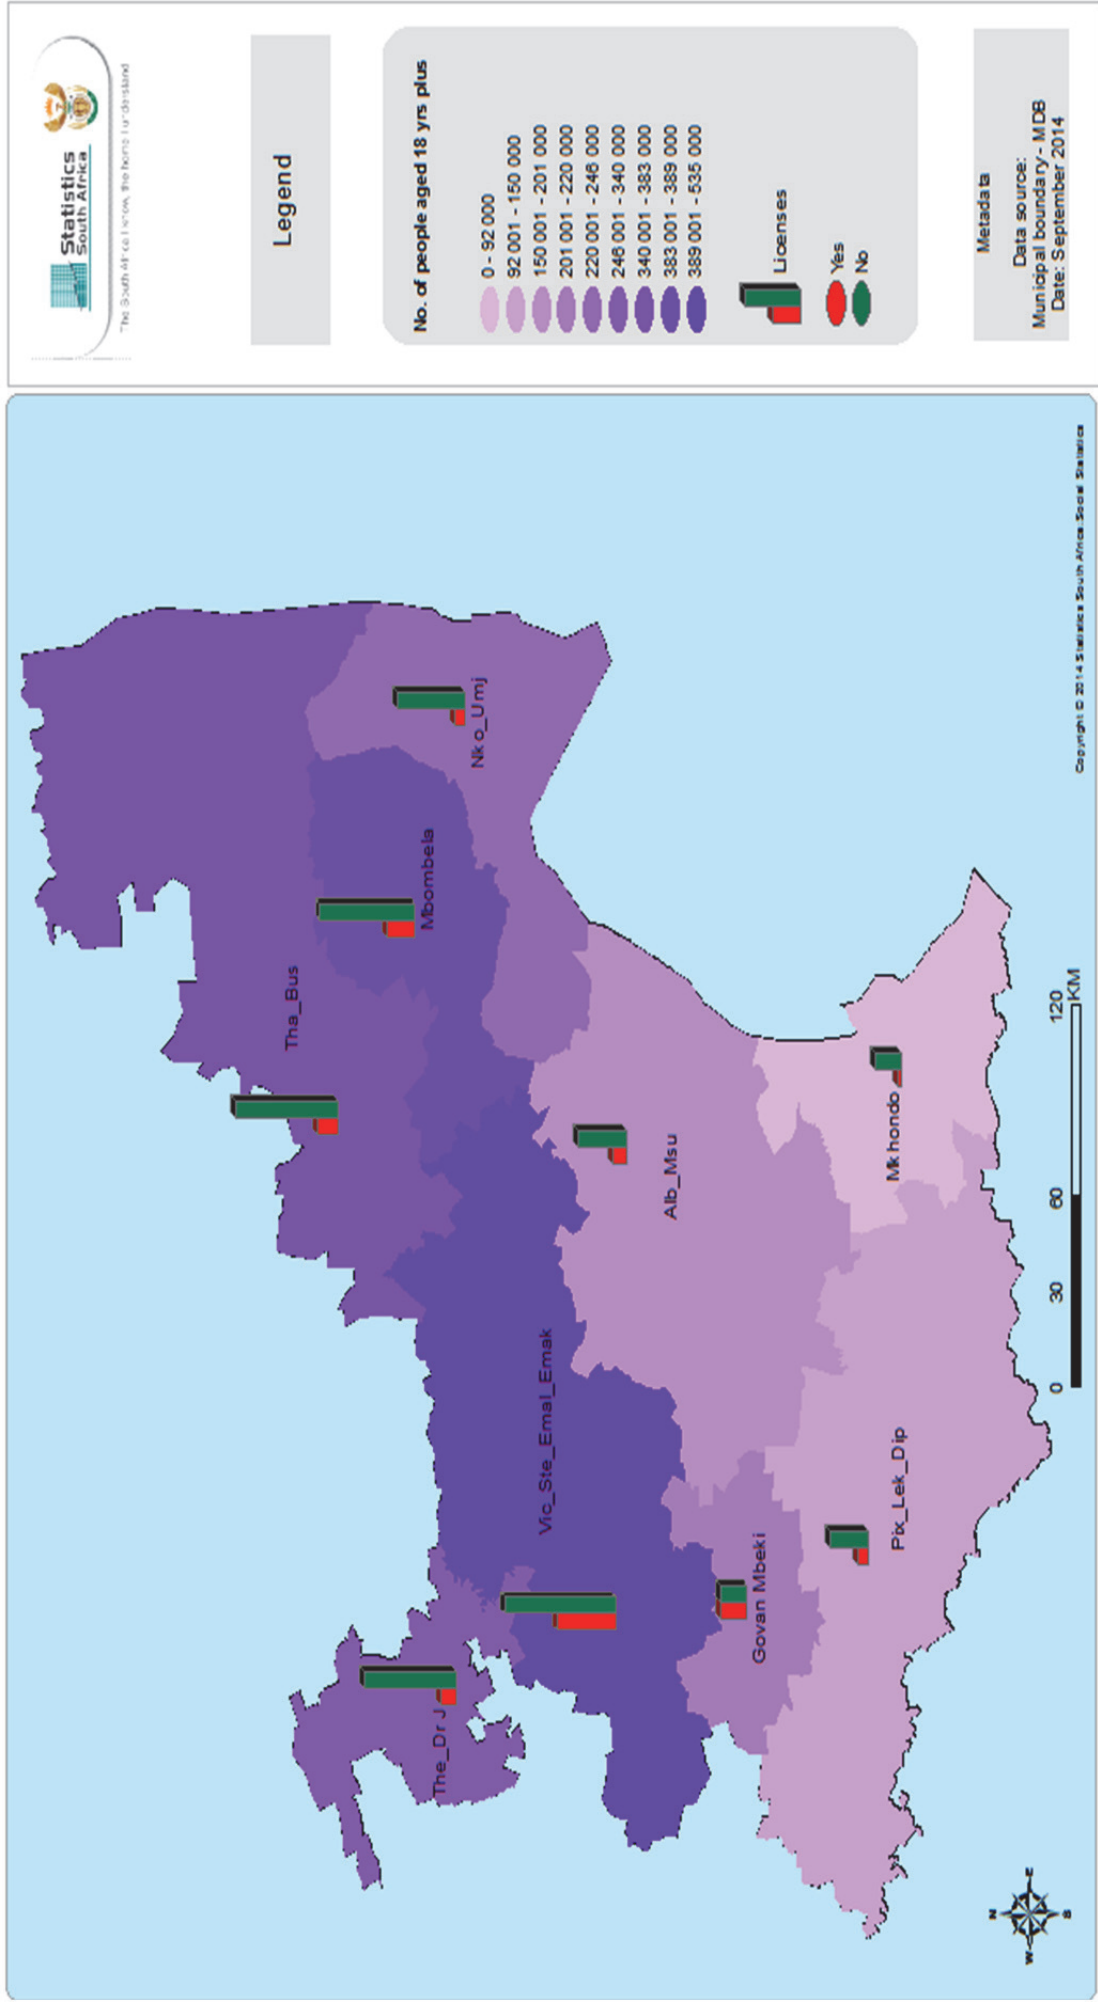 Statistics
South Africa
The South Africa I know, the home I understand
Legend
No. of people aged 18 yrs plus
0 - 92 000
92 001 - 150 000
150 001 - 201 000
201 001 - 220 000
220 001 - 246 000
246 001 - 340 000
340 001 - 383 000
383 001 - 389 000
389 001 - 535 000
Licenses
Yes
No
Metadata
Data source:
Municipal boundary - MDB
Date: September 2014
Tha_Bus
Nko_Umj
Mbombela
The_Dr J
Vic_Ste_Emal_Emak
Alb_Msu
Govan Mbeki
Mkhondo
Pix_Lek_Dip
N
W E
S
0 30 60 120
KM
Copyright © 2014 Statistics South Africa:Social Statistics